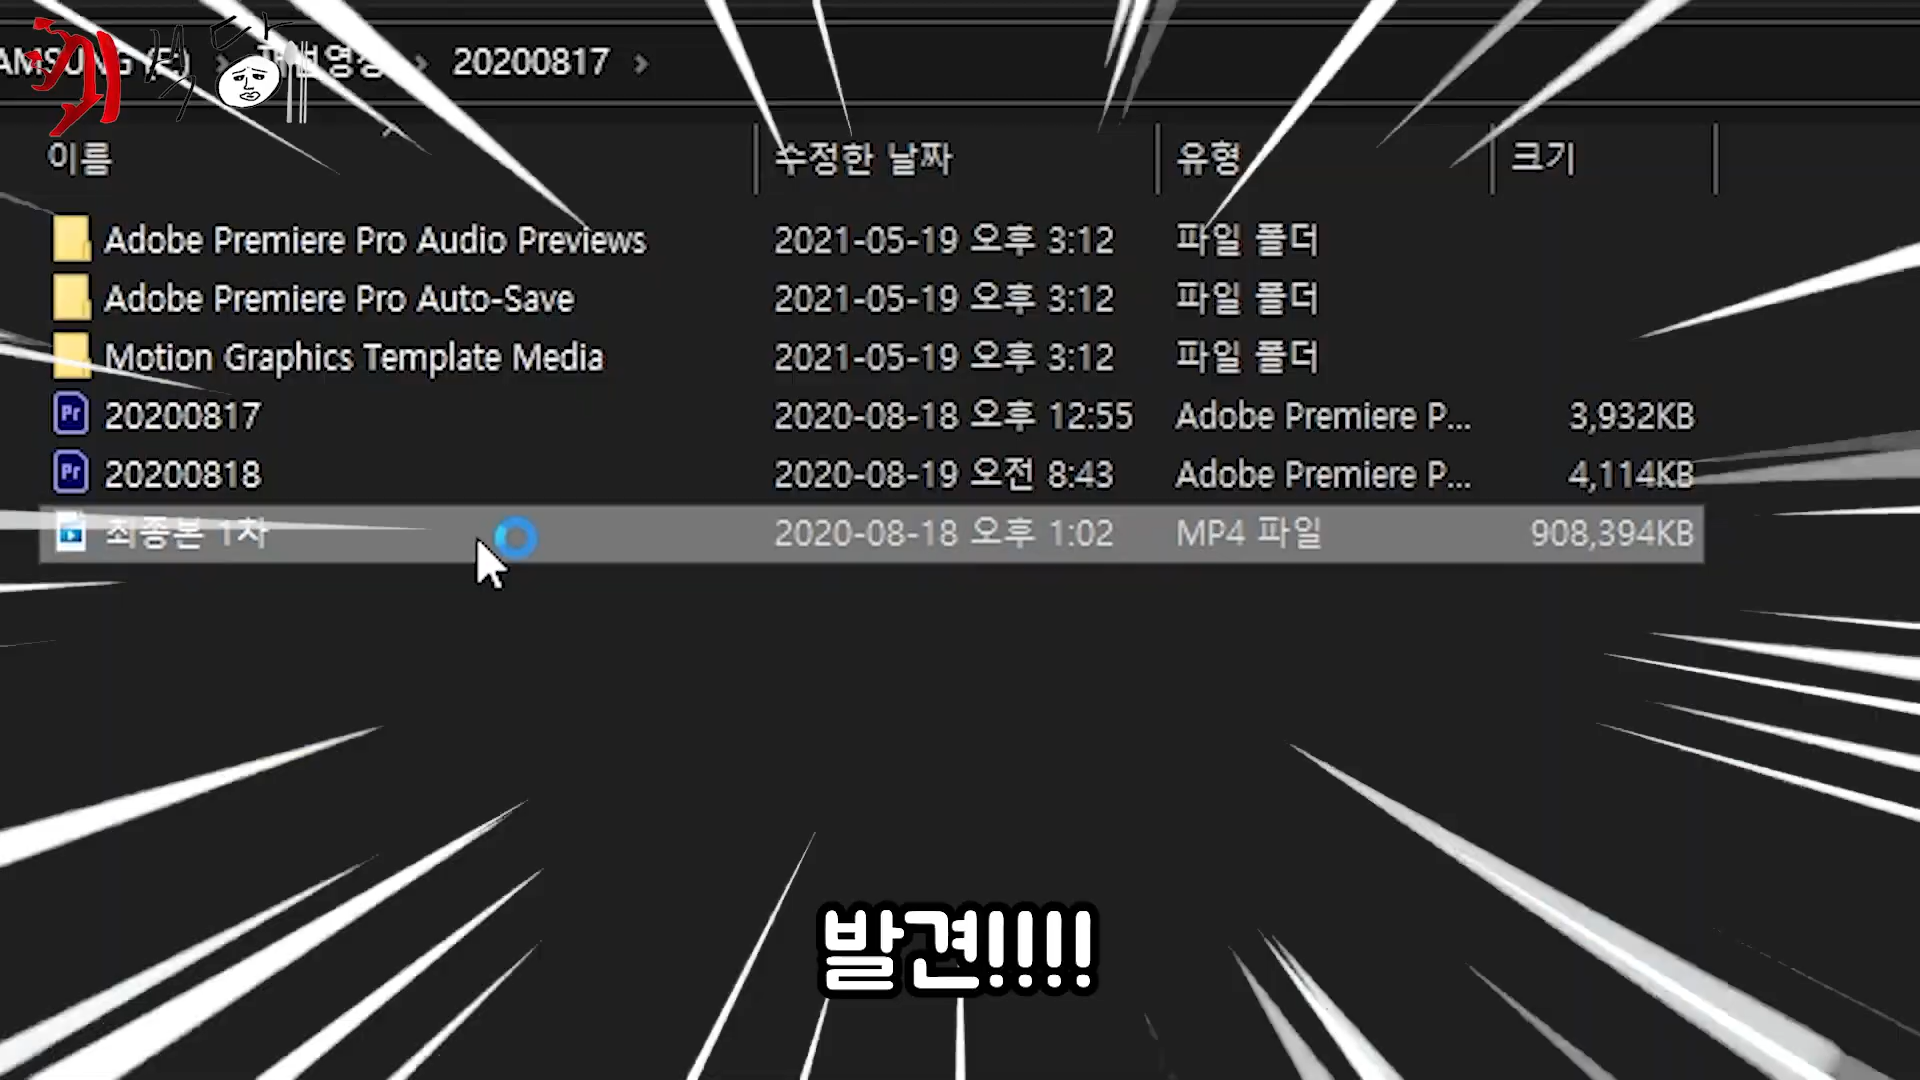 20200817
이름 수정한 날짜 유형 크기
Adobe Premiere Pro Audio Previews 2021-05-19 오후 3:12 파일 폴더
Adobe Premiere Pro Auto-Save 2021-05-19 오후 3:12 파일 폴더
Motion Graphics Template Media 2021-05-19 오후 3:12 파일 폴더
Pr 20200817 2020-08-18 오후 12:55 Adobe Premiere P... 3,932KB
Pr 20200818 2020-08-19 오전 8:43 Adobe Premiere P... 4,114KB
최종본 1차 2020-08-18 오후 1:02 MP4 파일 908,394KB
발견!!!!